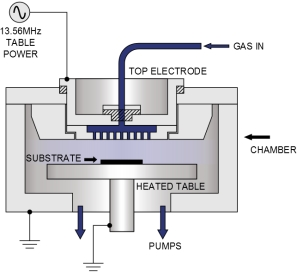 13.56MHz
TABLE
POWER
GAS IN
TOP ELECTRODE
CHAMBER
SUBSTRATE
HEATED TABLE
PUMPS